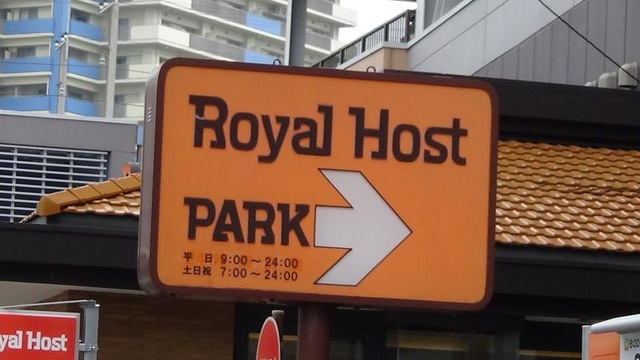 Royal Host
PARK
平 日 9:00～24:00
土日祝 7:00～24:00
yal Host